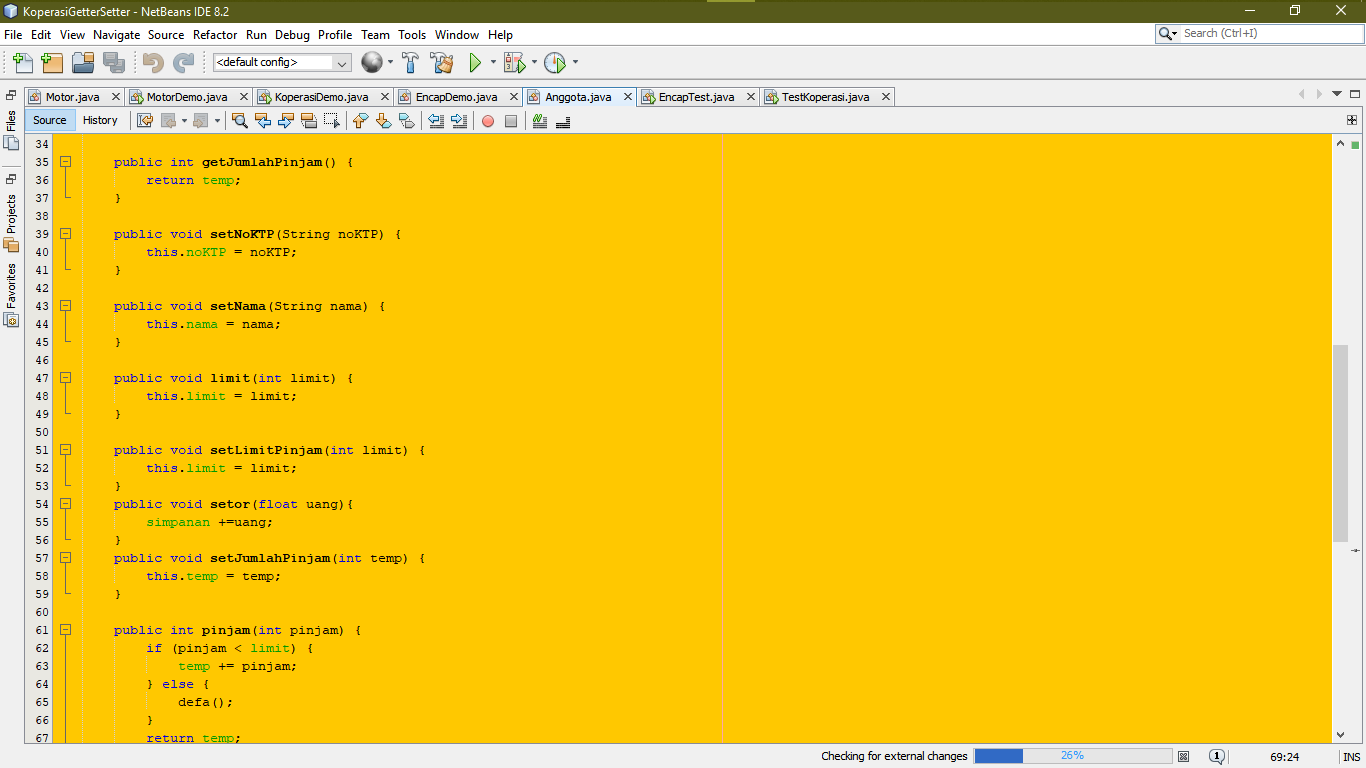 KoperasiGetterSetter - NetBeans IDE 8.2
File Edit View Navigate Source Refactor Run Debug Profile Team Tools Window Help
Search (Ctrl+I)
<default config>
Motor.java MotorDemo.java KoperasiDemo.java EncapDemo.java Anggota.java EncapTest.java TestKoperasi.java
Files
Projects
Favorites
Source History
34
35 public int getJumlahPinjam() {
36 return temp;
37 }
38
39 public void setNoKTP(String noKTP) {
40 this.noKTP = noKTP;
41 }
42
43 public void setNama(String nama) {
44 this.nama = nama;
45 }
46
47 public void limit(int limit) {
48 this.limit = limit;
49 }
50
51 public void setLimitPinjam(int limit) {
52 this.limit = limit;
53 }
54 public void setor(float uang){
55 simpanan +=uang;
56 }
57 public void setJumlahPinjam(int temp) {
58 this.temp = temp;
59 }
60
61 public int pinjam(int pinjam) {
62 if (pinjam < limit) {
63 temp += pinjam;
64 } else {
65 defa();
66 }
67 return temp;
Checking for external changes 26% 1 69:24 INS